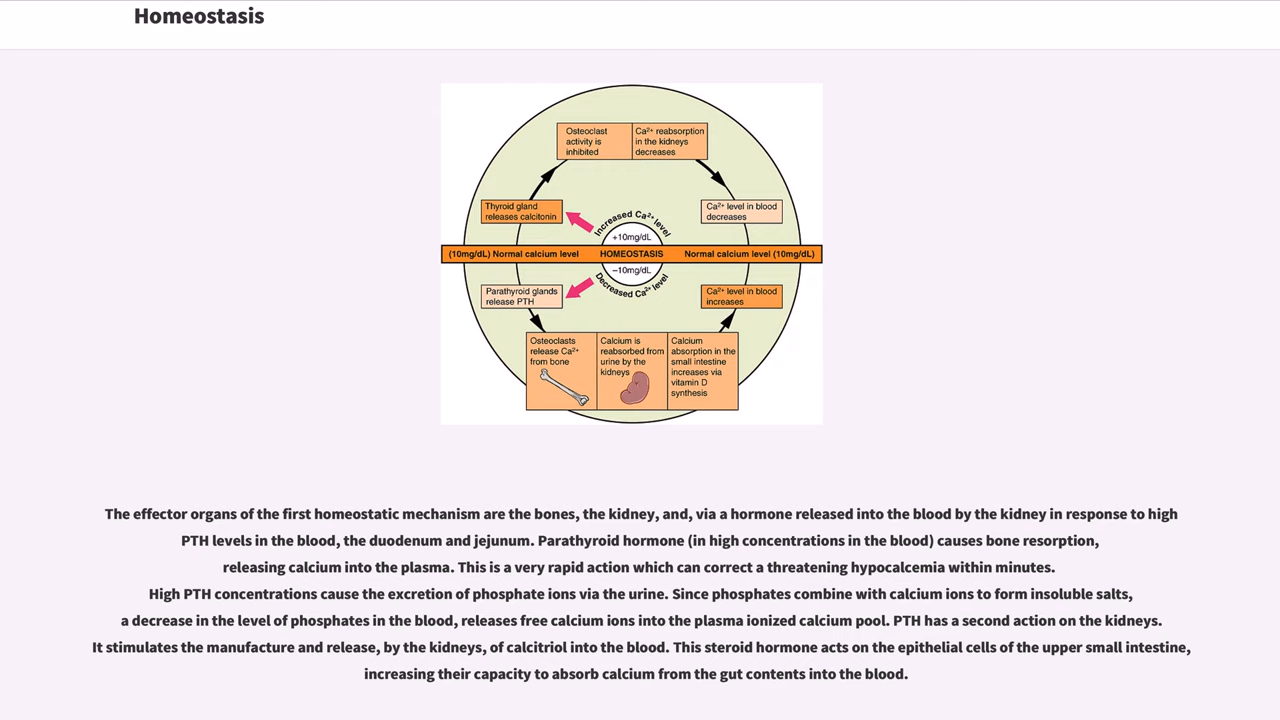 Homeostasis
Osteoclast
activity is
inhibited
Ca²⁺ reabsorption
in the kidneys
decreases
Thyroid gland
releases calcitonin
Increased Ca²⁺ level
+10mg/dL
Ca²⁺ level in blood
decreases
(10mg/dL) Normal calcium level HOMEOSTASIS Normal calcium level (10mg/dL)
−10mg/dL
Decreased Ca²⁺ level
Parathyroid glands
release PTH
Ca²⁺ level in blood
increases
Osteoclasts
release Ca²⁺
from bone
Calcium is
reabsorbed from
urine by the
kidneys
Calcium
absorption in the
small intestine
increases via
vitamin D
synthesis
The effector organs of the first homeostatic mechanism are the bones, the kidney, and, via a hormone released into the blood by the kidney in response to high
PTH levels in the blood, the duodenum and jejunum. Parathyroid hormone (in high concentrations in the blood) causes bone resorption,
releasing calcium into the plasma. This is a very rapid action which can correct a threatening hypocalcemia within minutes.
High PTH concentrations cause the excretion of phosphate ions via the urine. Since phosphates combine with calcium ions to form insoluble salts,
a decrease in the level of phosphates in the blood, releases free calcium ions into the plasma ionized calcium pool. PTH has a second action on the kidneys.
It stimulates the manufacture and release, by the kidneys, of calcitriol into the blood. This steroid hormone acts on the epithelial cells of the upper small intestine,
increasing their capacity to absorb calcium from the gut contents into the blood.